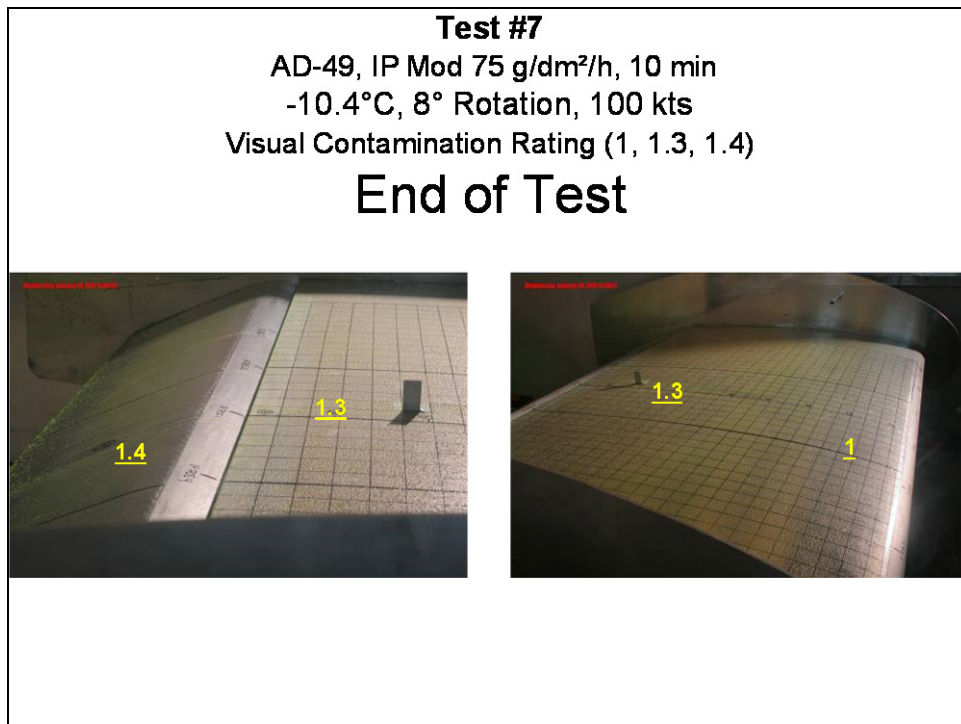 Test #7
AD-49, IP Mod 75 g/dm²/h, 10 min
-10.4°C, 8° Rotation, 100 kts
Visual Contamination Rating (1, 1.3, 1.4)
End of Test
1.3
1.4
1.3
1